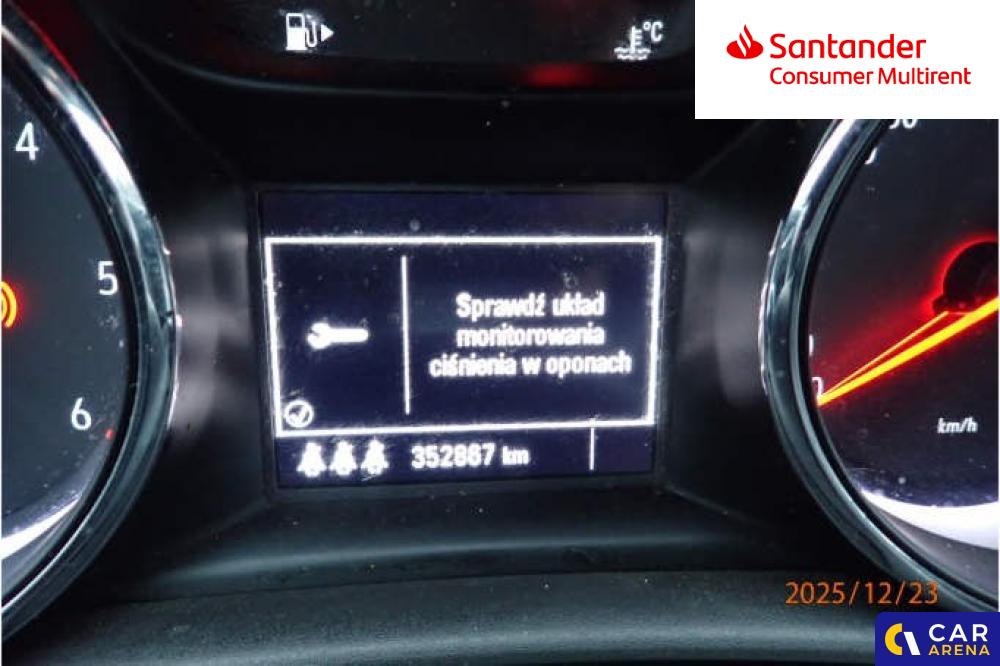 °C
Santander
Consumer Multirent
4
5
6
Sprawdź układ
monitorowania
ciśnienia w oponach
352867 km
km/h
2025/12/23
CAR
ARENA